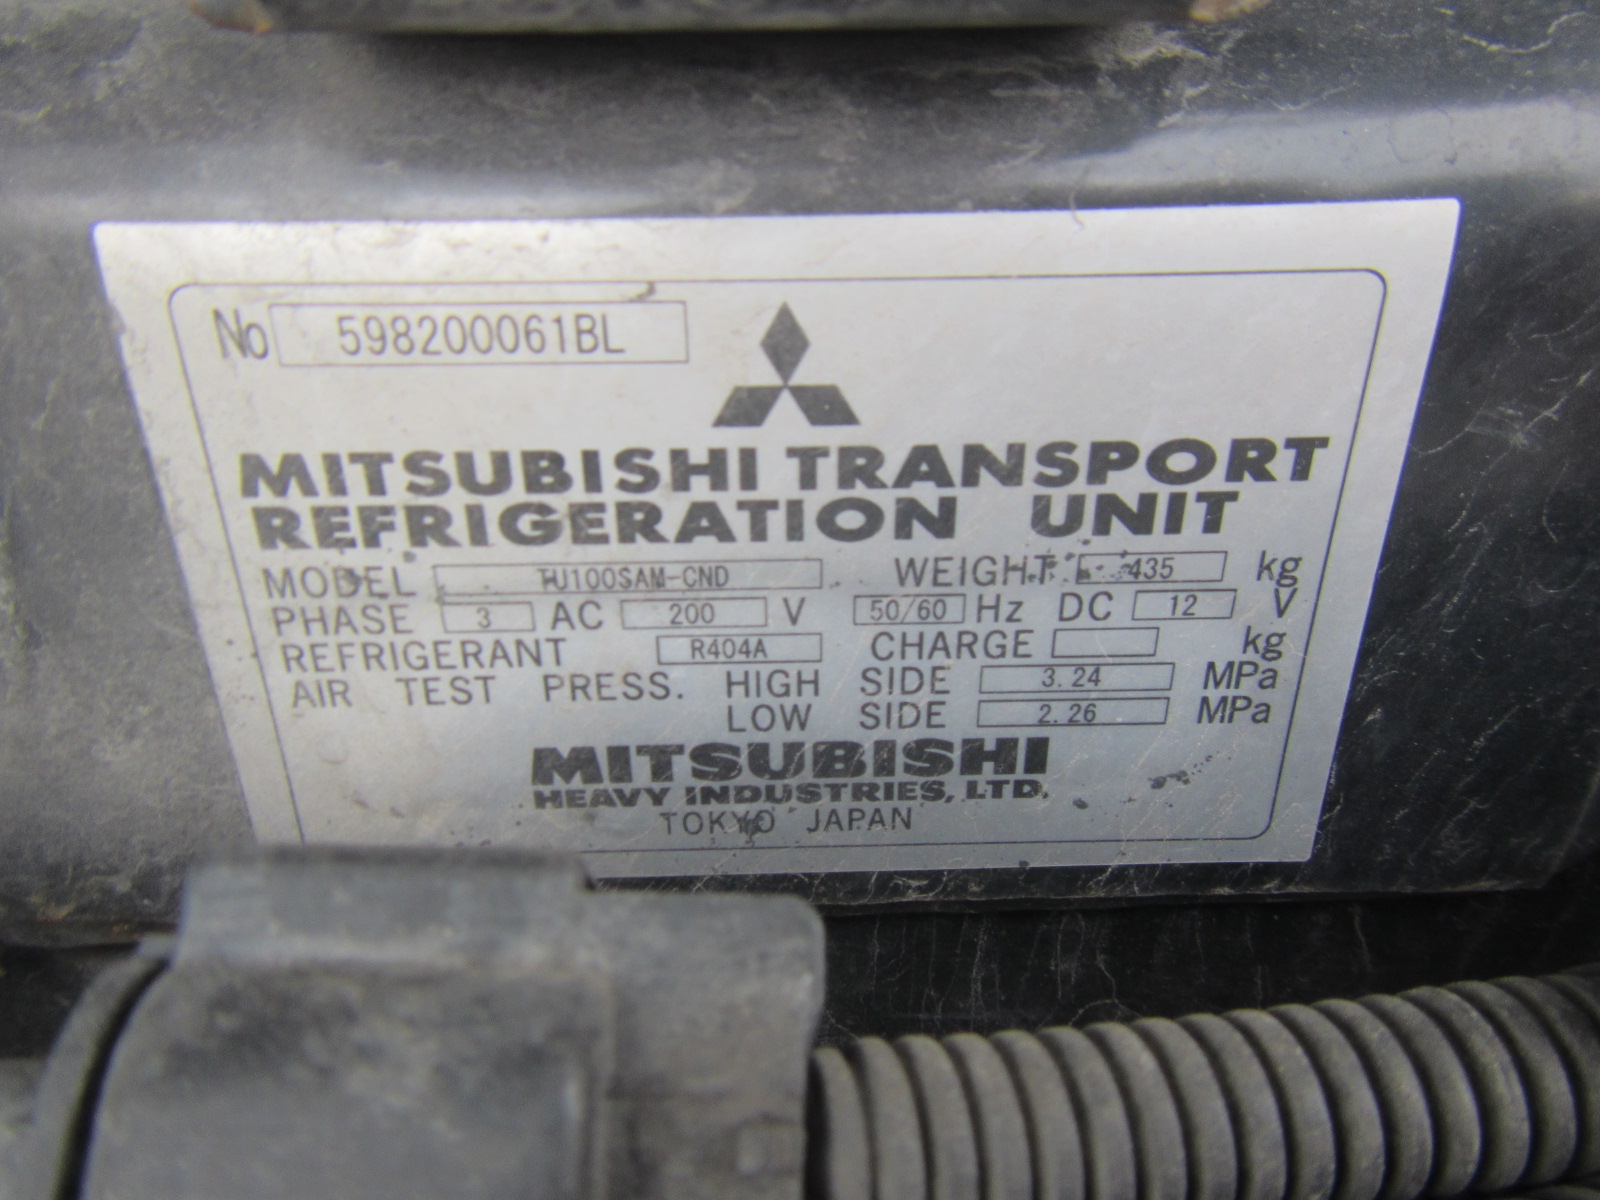 No 598200061BL
MITSUBISHI TRANSPORT
REFRIGERATION UNIT
MODEL TU100SAM-CND WEIGHT 435 kg
PHASE 3 AC 200 V 50/60 Hz DC 12 V
REFRIGERANT R404A CHARGE kg
AIR TEST PRESS. HIGH SIDE 3.24 MPa
LOW SIDE 2.26 MPa
MITSUBISHI
HEAVY INDUSTRIES, LTD.
TOKYO JAPAN